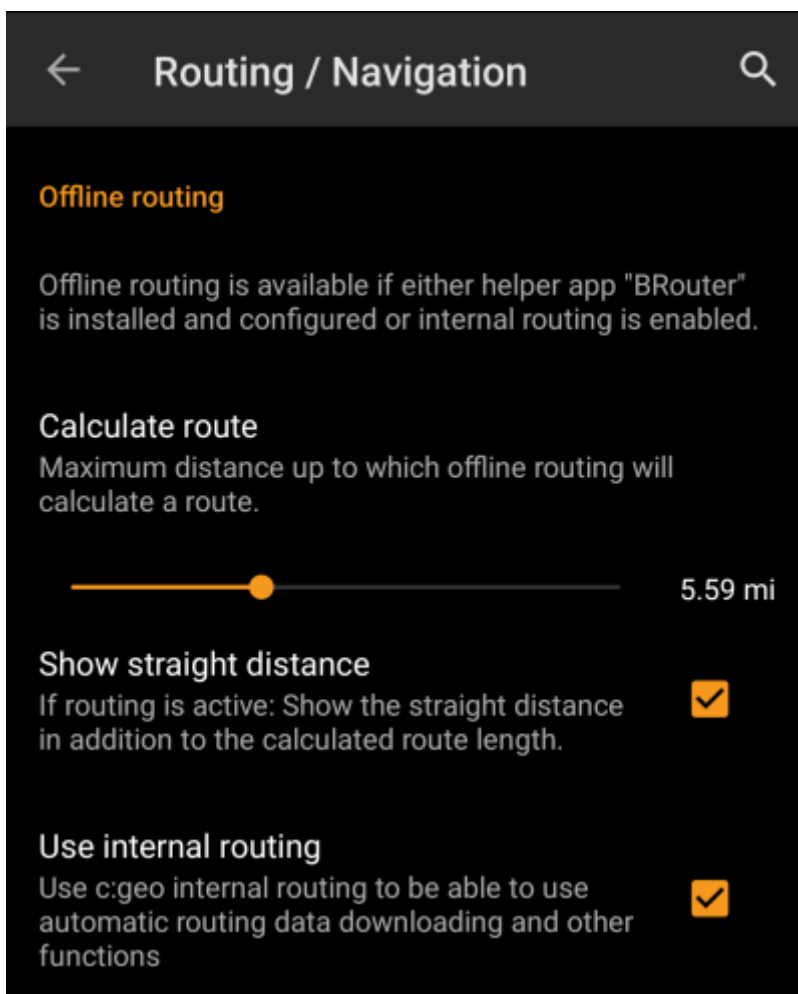 Routing / Navigation
Offline routing
Offline routing is available if either helper app "BRouter"
is installed and configured or internal routing is enabled.
Calculate route
Maximum distance up to which offline routing will
calculate a route.
5.59 mi
Show straight distance
If routing is active: Show the straight distance
in addition to the calculated route length.
Use internal routing
Use c:geo internal routing to be able to use
automatic routing data downloading and other
functions